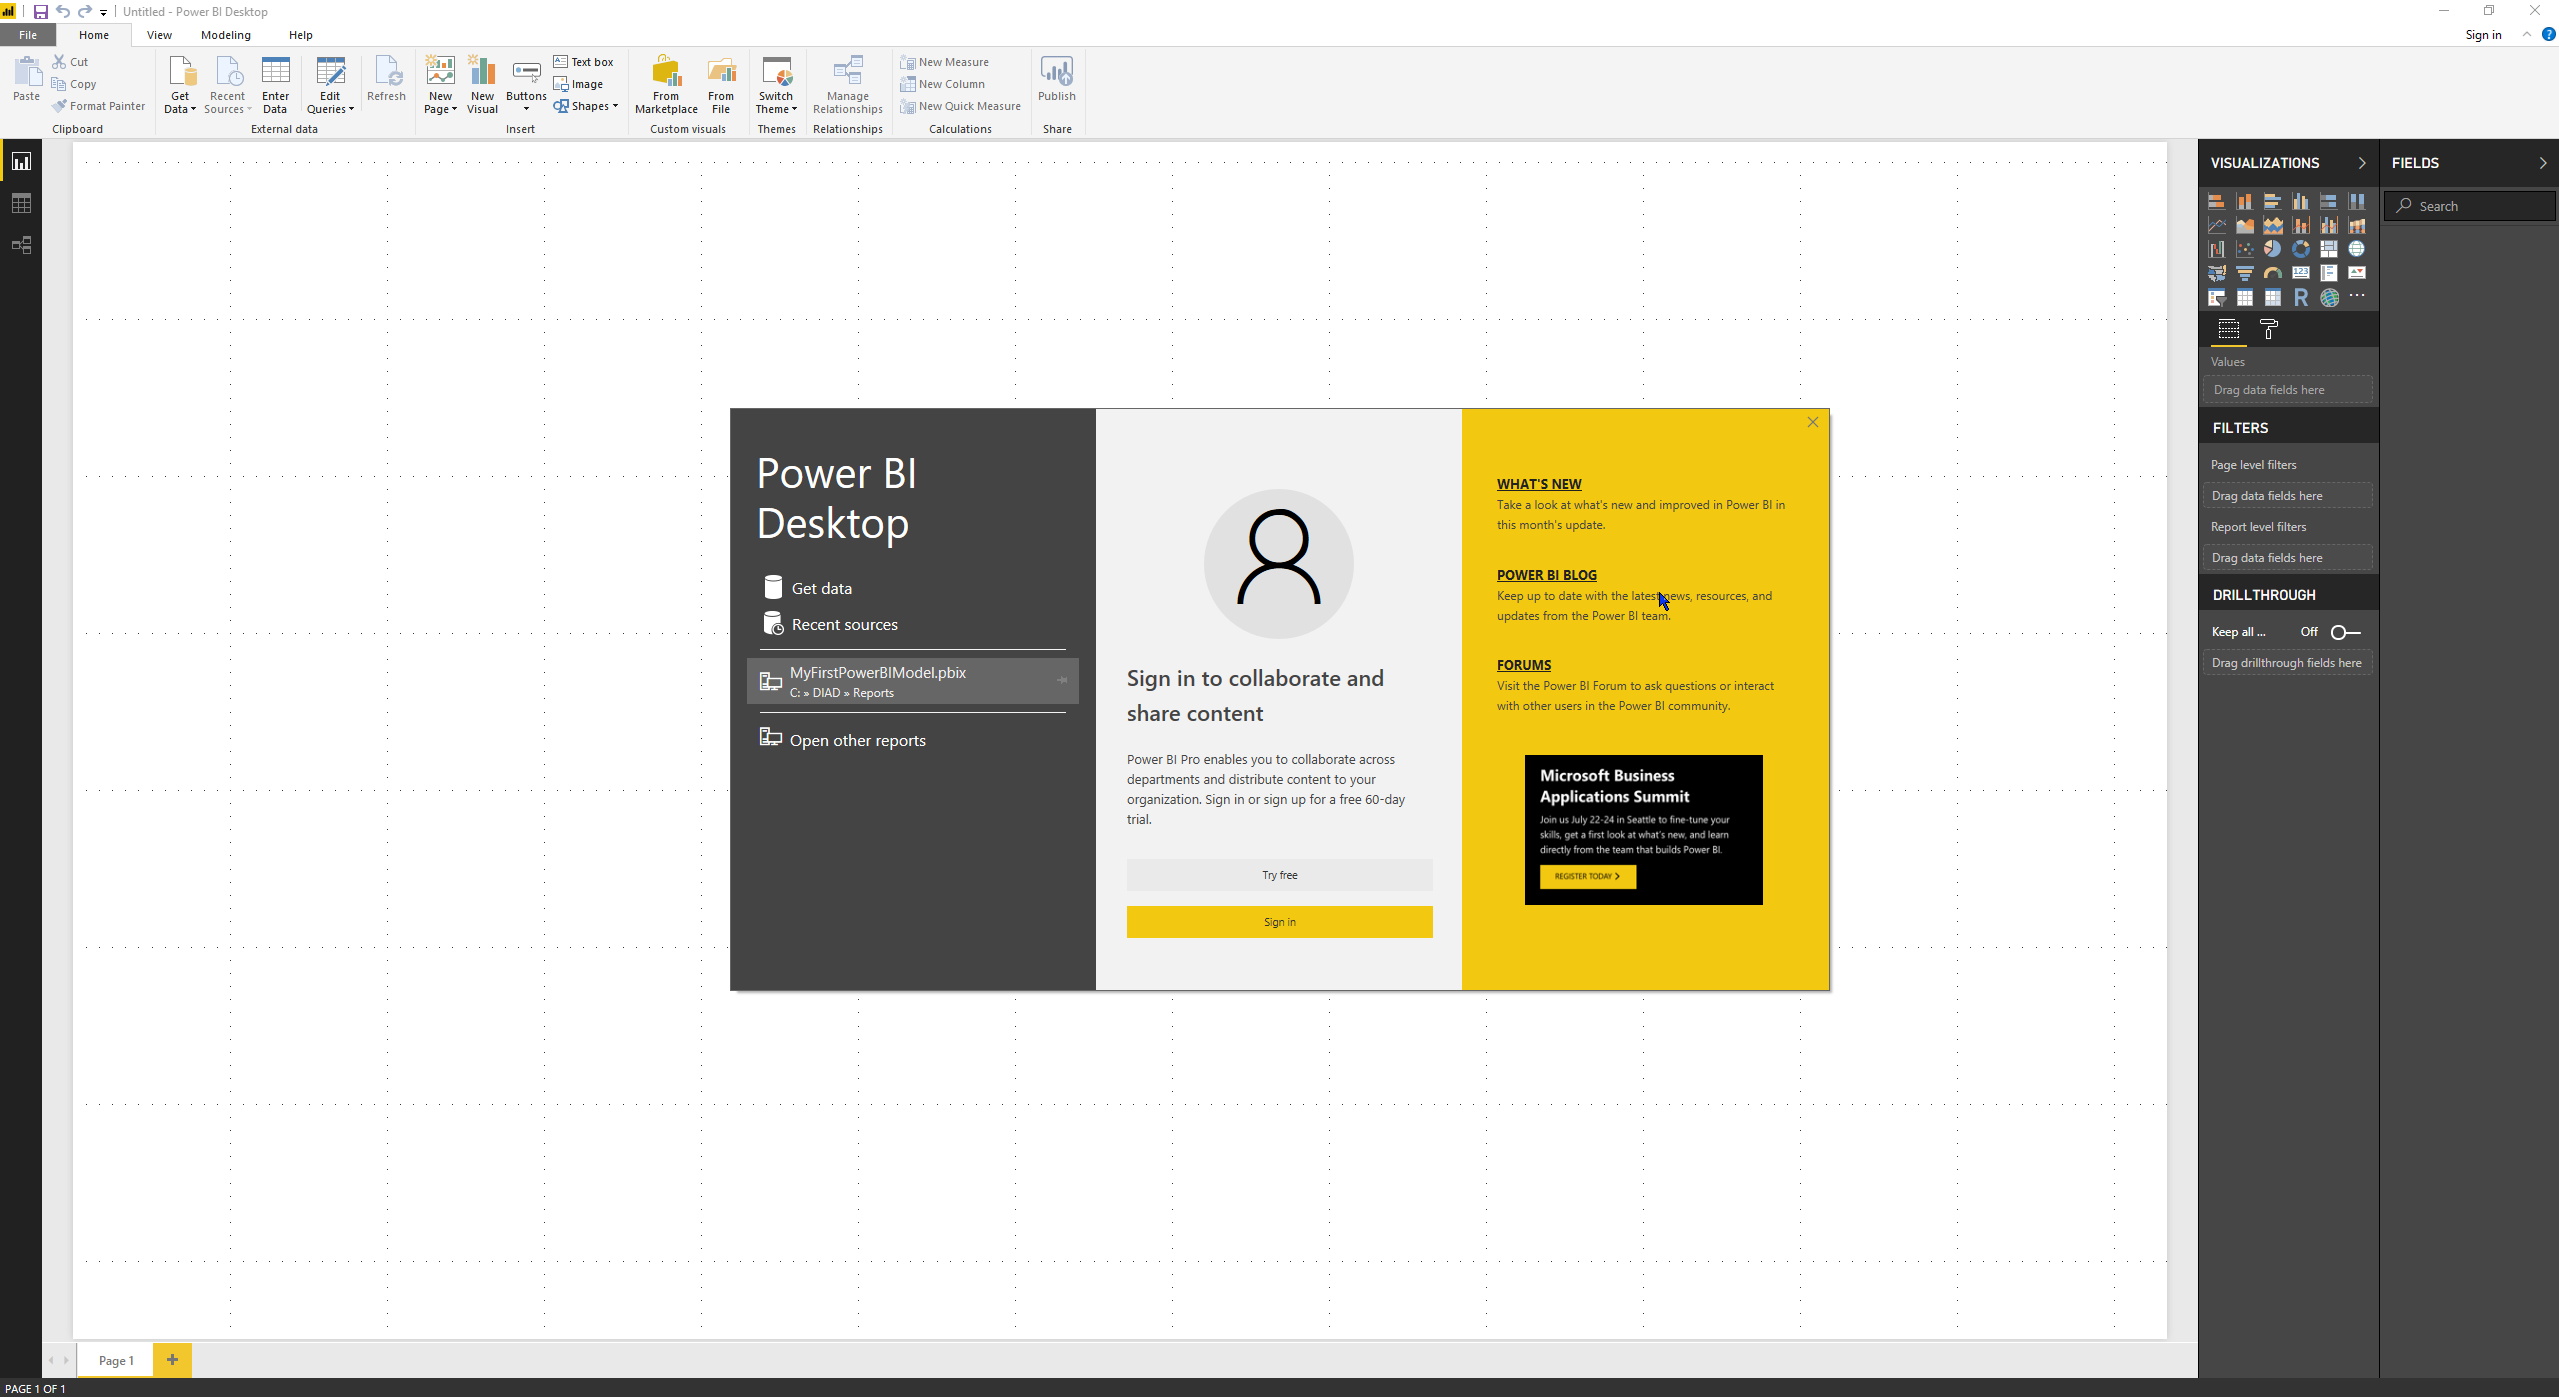 Untitled - Power BI Desktop
File Home View Modeling Help Sign in
Paste
Cut
Copy
Format Painter
Clipboard
Get Data
Recent Sources
Enter Data
External data
Edit Queries
Refresh
New Page
New Visual
Buttons
Text box
Image
Shapes
Insert
From Marketplace
From File
Custom visuals
Switch Theme
Themes
Manage Relationships
Relationships
New Measure
New Column
New Quick Measure
Calculations
Publish
Share
Power BI
Desktop
Get data
Recent sources
MyFirstPowerBIModel.pbix
C: » DIAD » Reports
Open other reports
Sign in to collaborate and
share content
Power BI Pro enables you to collaborate across
departments and distribute content to your
organization. Sign in or sign up for a free 60-day
trial.
Try free
Sign in
WHAT'S NEW
Take a look at what's new and improved in Power BI in
this month's update.
POWER BI BLOG
Keep up to date with the latest news, resources, and
updates from the Power BI team.
FORUMS
Visit the Power BI Forum to ask questions or interact
with other users in the Power BI community.
Microsoft Business
Applications Summit
Join us July 22-24 in Seattle to fine-tune your
skills, get a first look at what's new, and learn
directly from the team that builds Power BI.
REGISTER TODAY >
VISUALIZATIONS
123
R
Values
Drag data fields here
FILTERS
Page level filters
Drag data fields here
Report level filters
Drag data fields here
DRILLTHROUGH
Keep all ... Off
Drag drillthrough fields here
FIELDS
Search
Page 1
PAGE 1 OF 1